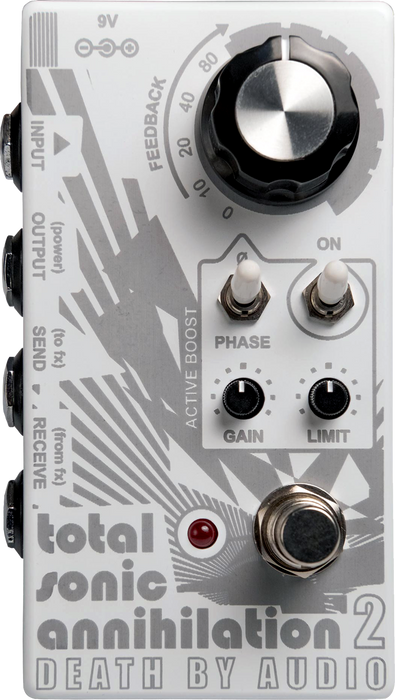 9V
INPUT
(power)
OUTPUT
(to fx)
SEND
(from fx)
RECEIVE
FEEDBACK
0
10
20
40
80
ON
ø
PHASE
ACTIVE BOOST
GAIN
LIMIT
total
sonic
annihilation 2
DEATH BY AUDIO